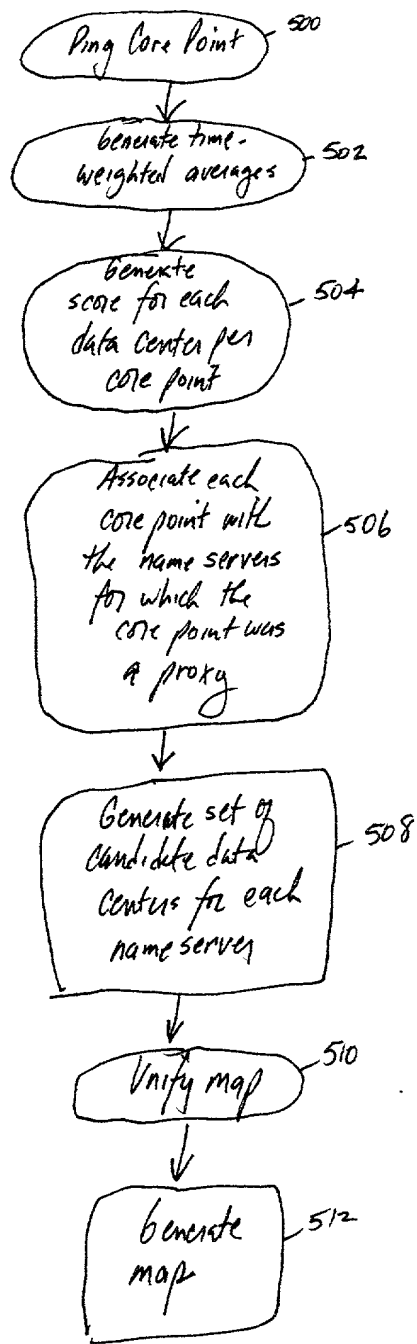 Ping Core Point
500
Generate time-
weighted averages
502
Generate
score for each
data center per
core point
504
Associate each
core point with
the name servers
for which the
core point was
a proxy
506
Generate set of
candidate data
centers for each
name server
508
Unify map
510
Generate
map
512